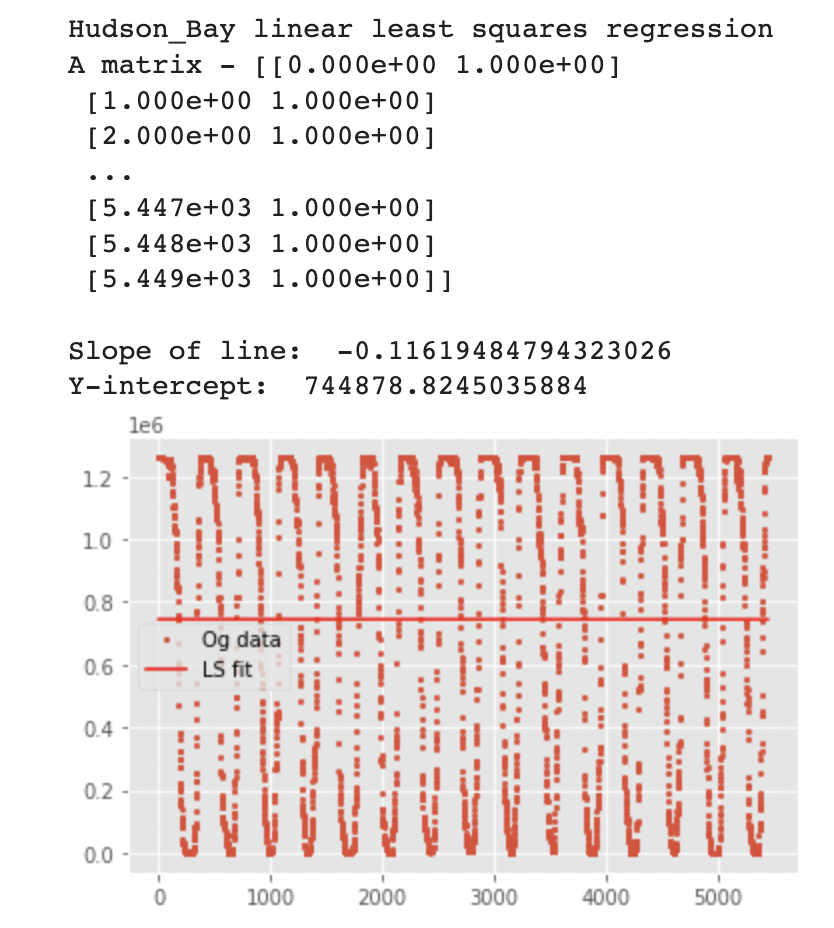 Hudson_Bay linear least squares regression
A matrix - [[0.000e+00 1.000e+00]
[1.000e+00 1.000e+00]
[2.000e+00 1.000e+00]
...
[5.447e+03 1.000e+00]
[5.448e+03 1.000e+00]
[5.449e+03 1.000e+00]]
Slope of line:  -0.11619484794323026
Y-intercept:  744878.8245035884
1e6
1.2
1.0
0.8
0.6
0.4
0.2
0.0
Og data
LS fit
0 1000 2000 3000 4000 5000